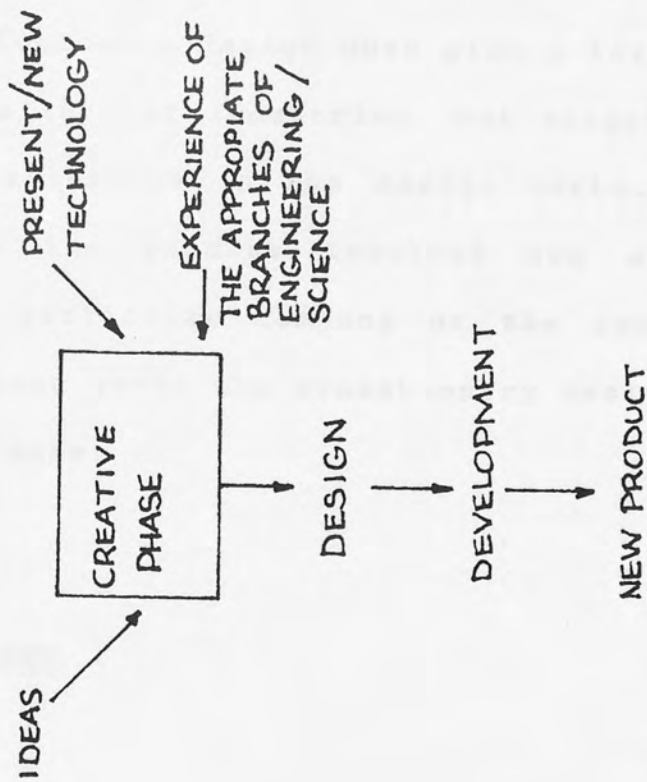 IDEAS
PRESENT/NEW
TECHNOLOGY
CREATIVE
PHASE
EXPERIENCE OF
THE APPROPIATE
BRANCHES OF
ENGINEERING/
SCIENCE
DESIGN
DEVELOPMENT
NEW PRODUCT